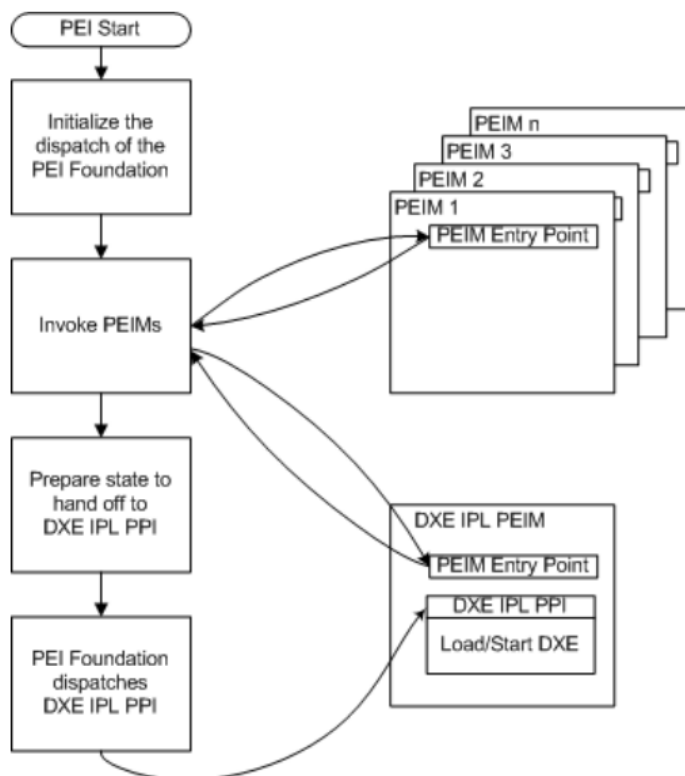 PEI Start
Initialize the
dispatch of the
PEI Foundation
Invoke PEIMs
Prepare state to
hand off to
DXE IPL PPI
PEI Foundation
dispatches
DXE IPL PPI
PEIM n
PEIM 3
PEIM 2
PEIM 1
PEIM Entry Point
DXE IPL PEIM
PEIM Entry Point
DXE IPL PPI
Load/Start DXE